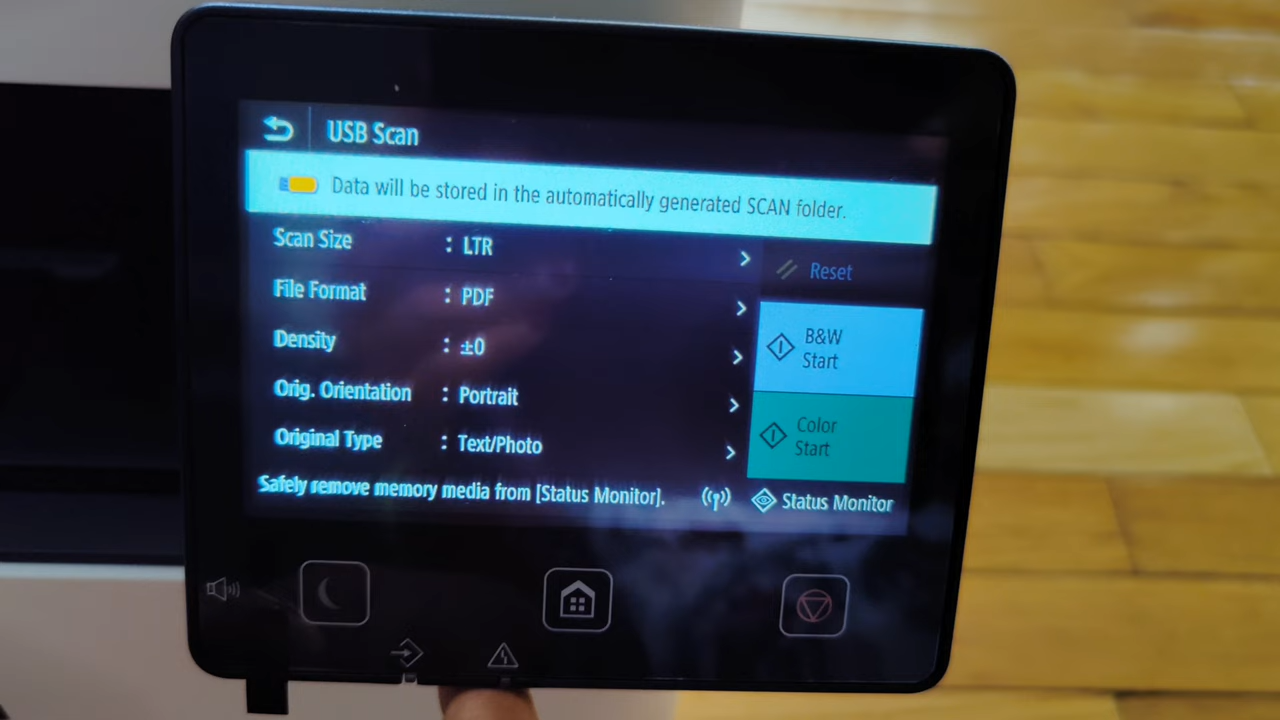 USB Scan
Data will be stored in the automatically generated SCAN folder.
Scan Size : LTR
Reset
File Format : PDF
B&W
Start
Density : ±0
Orig. Orientation : Portrait
Color
Start
Original Type : Text/Photo
Safely remove memory media from [Status Monitor].
Status Monitor